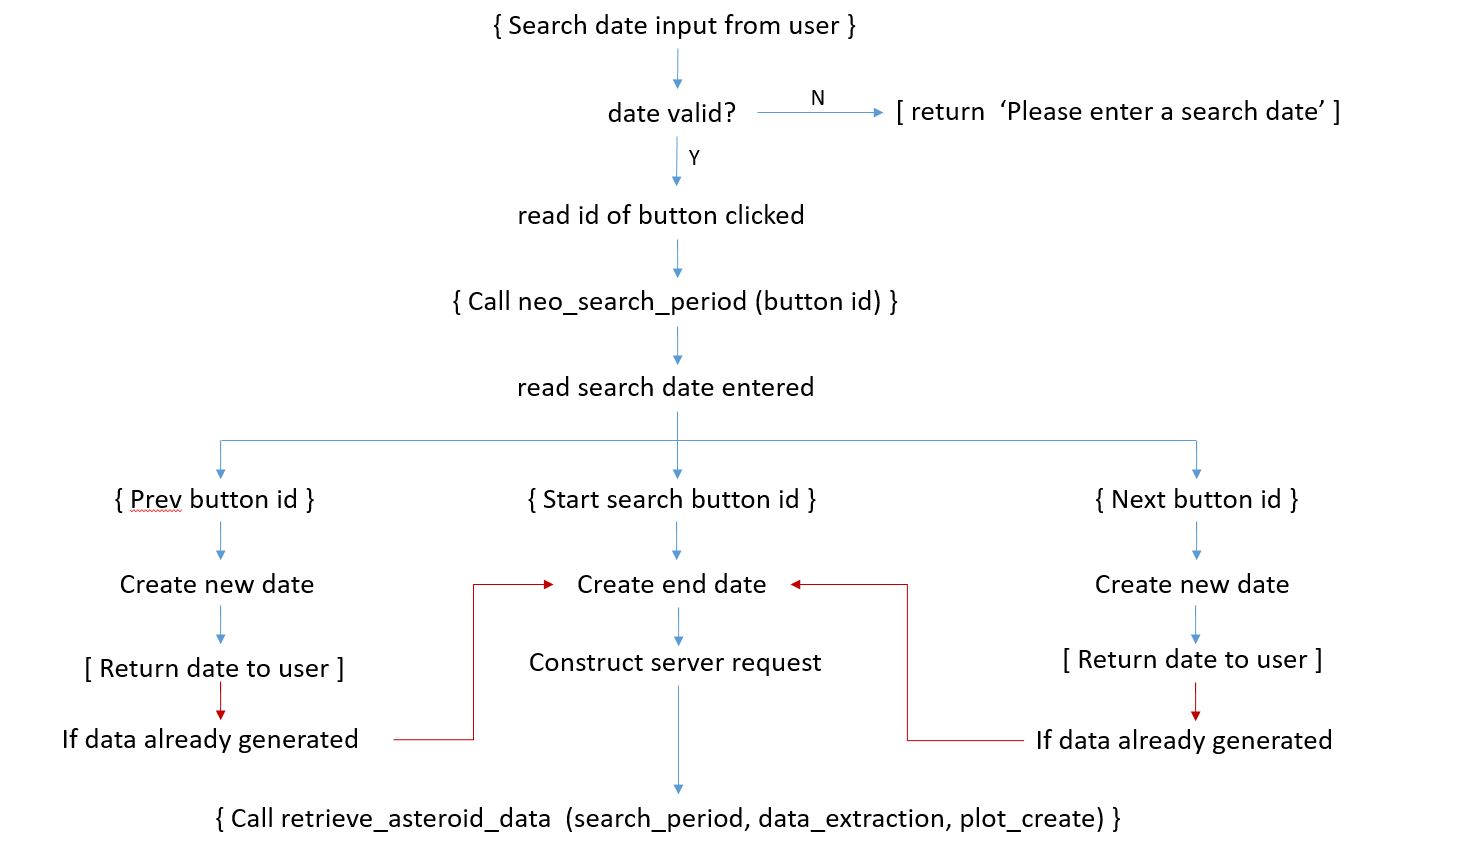 { Search date input from user }
date valid?
N
[ return  ‘Please enter a search date’ ]
Y
read id of button clicked
{ Call neo_search_period (button id) }
read search date entered
{ Prev button id }
{ Start search button id }
{ Next button id }
Create new date
Create end date
Create new date
[ Return date to user ]
Construct server request
[ Return date to user ]
If data already generated
If data already generated
{ Call retrieve_asteroid_data  (search_period, data_extraction, plot_create) }